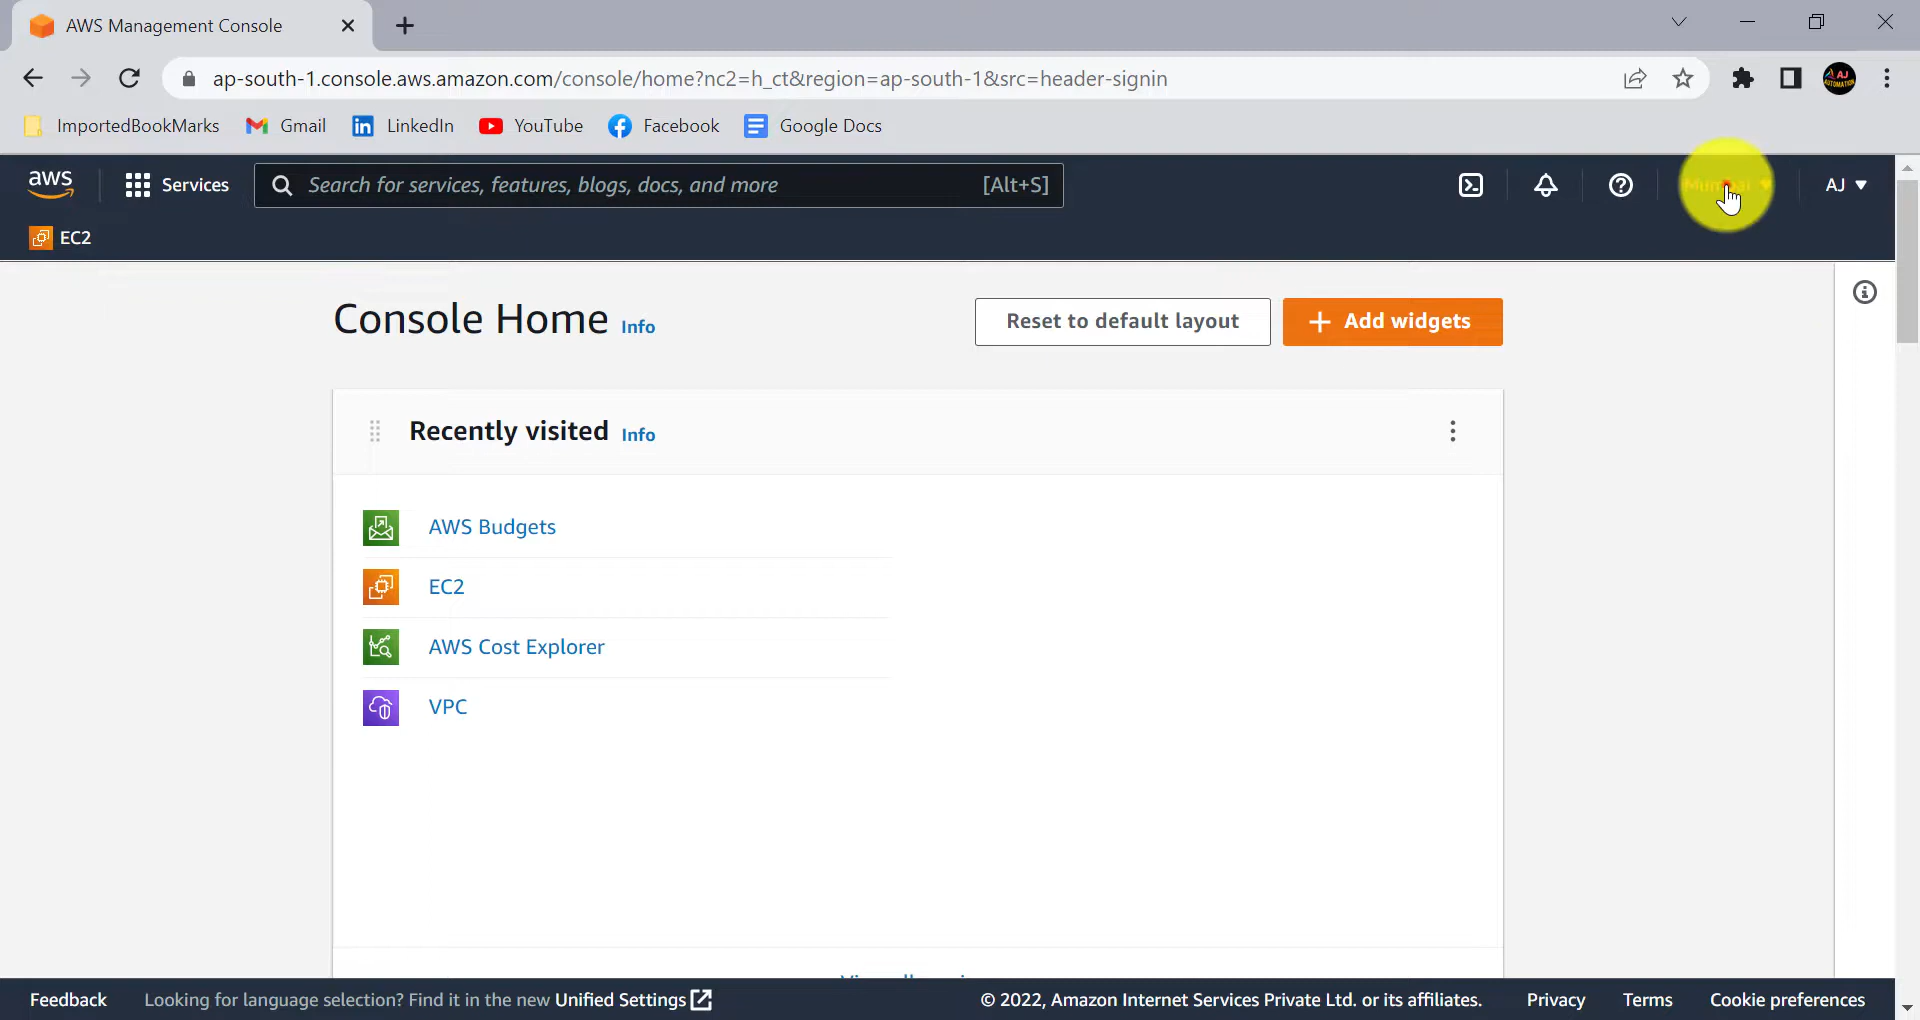 AWS Management Console
ap-south-1.console.aws.amazon.com/console/home?nc2=h_ct&region=ap-south-1&src=header-signin
AJ AUTOMATION
ImportedBookMarks Gmail LinkedIn YouTube Facebook Google Docs
aws Services Search for services, features, blogs, docs, and more [Alt+S] Mumbai AJ
EC2
Console Home Info Reset to default layout Add widgets
Recently visited Info
AWS Budgets
EC2
AWS Cost Explorer
VPC
Feedback Looking for language selection? Find it in the new Unified Settings © 2022, Amazon Internet Services Private Ltd. or its affiliates. Privacy Terms Cookie preferences